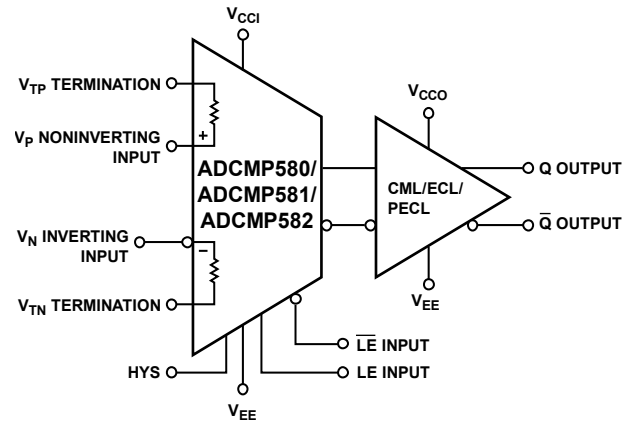 VCCI
VTP TERMINATION
VP NONINVERTING
INPUT
+
ADCMP580/
ADCMP581/
ADCMP582
VN INVERTING
INPUT
–
VTN TERMINATION
HYS
VEE
LE INPUT
LE INPUT
VCCO
CML/ECL/
PECL
VEE
Q OUTPUT
Q̅ OUTPUT